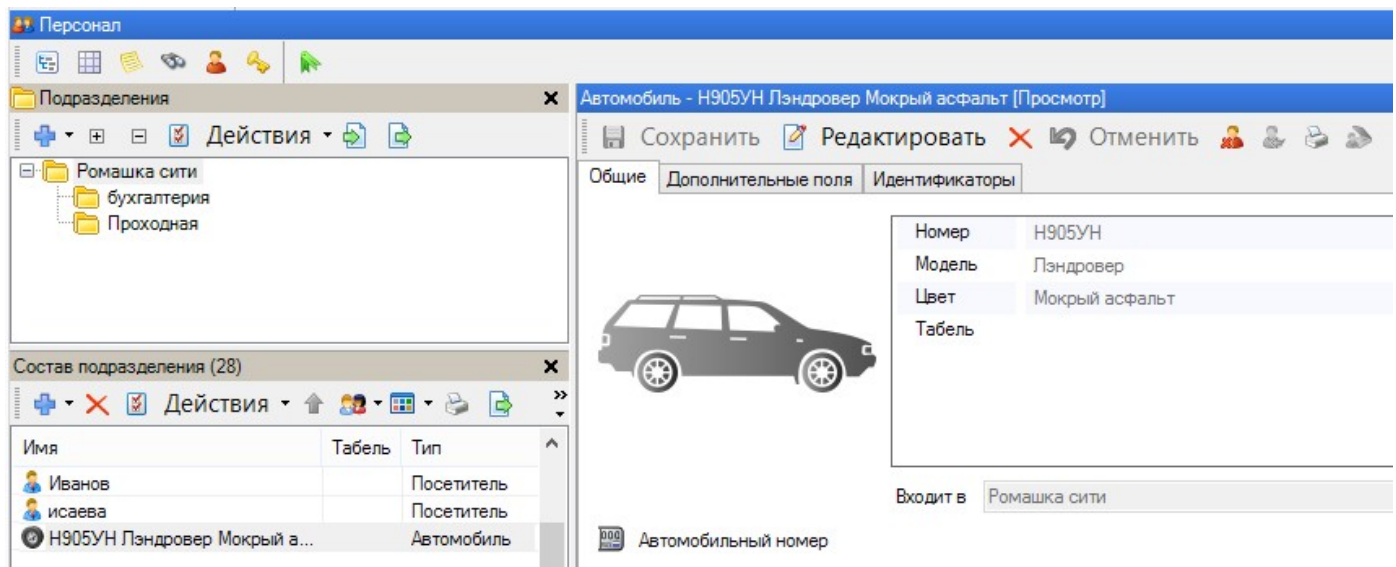 Персонал
Подразделения
Действия
Ромашка сити
бухгалтерия
Проходная
Состав подразделения (28)
Действия
Имя Табель Тип
Иванов Посетитель
исаева Посетитель
Н905УН Лэндровер Мокрый а... Автомобиль
Автомобиль - Н905УН Лэндровер Мокрый асфальт [Просмотр]
Сохранить Редактировать Отменить
Общие Дополнительные поля Идентификаторы
Номер Н905УН
Модель Лэндровер
Цвет Мокрый асфальт
Табель
Входит в Ромашка сити
Автомобильный номер